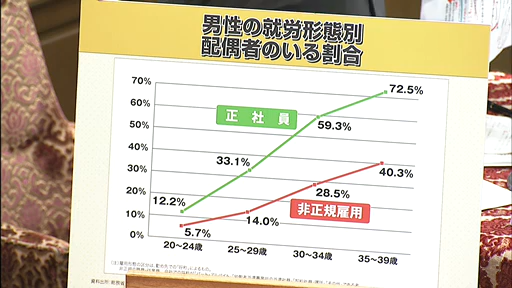 男性の就労形態別
配偶者のいる割合
70%
60%
50%
40%
30%
20%
10%
0%
正社員
72.5%
59.3%
33.1%
12.2%
非正規雇用
40.3%
28.5%
14.0%
5.7%
20~24歳
25~29歳
30~34歳
35~39歳